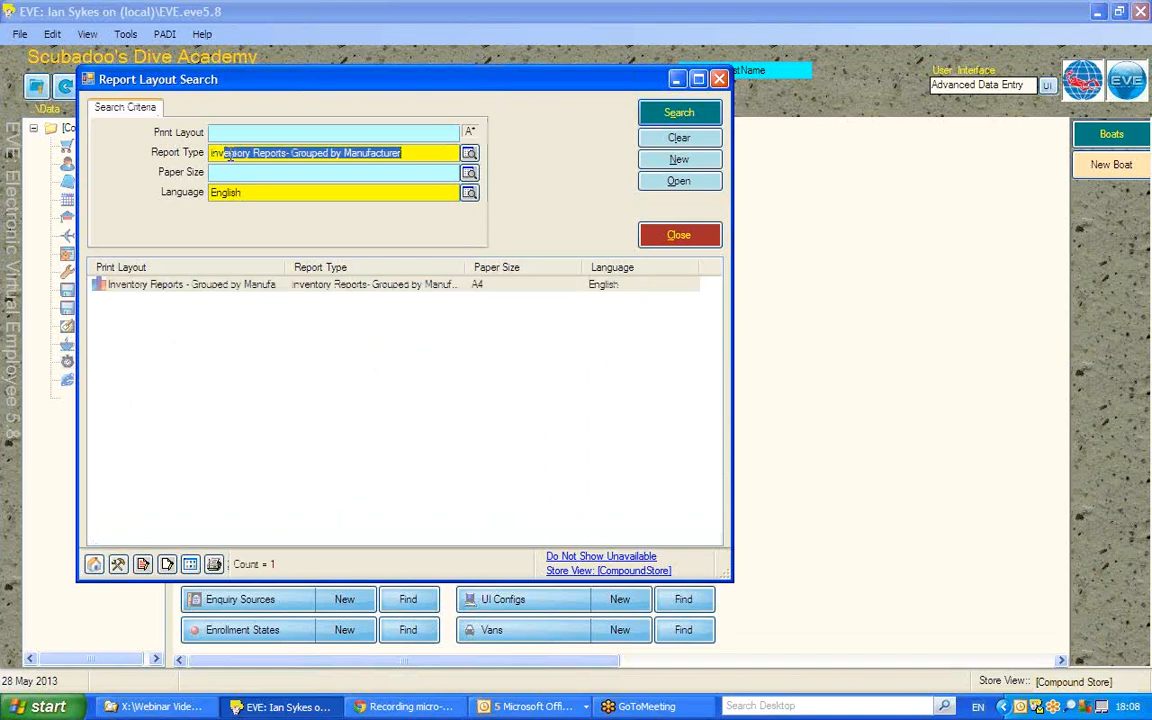 EVE: Ian Sykes on (local)\EVE.eve5.8
File Edit View Tools PADI Help
Scubadoo's Dive Academy
Report Layout Search
stName
User_Interface
Advanced Data Entry
UI
EVE
..\Data
[Co
Search Criteria
Print Layout
A*
Report Type
Inventory Reports- Grouped by Manufacturer
Paper Size
Language
English
Search
Clear
New
Open
Close
Boats
New Boat
Print Layout Report Type Paper Size Language
Inventory Reports - Grouped by Manufa Inventory Reports- Grouped by Manuf... A4 English
EVE Electronic Virtual Employee 5.8
Count = 1
Do Not Show Unavailable
Store View: [CompoundStore]
Enquiry Sources New Find UI Configs New Find
Enrollment States New Find Vans New Find
28 May 2013
Store View:: [Compound Store]
start
X:\Webinar Vide...
EVE: Ian Sykes o...
Recording micro-...
5 Microsoft Offi...
GoToMeeting
Search Desktop
EN
18:08